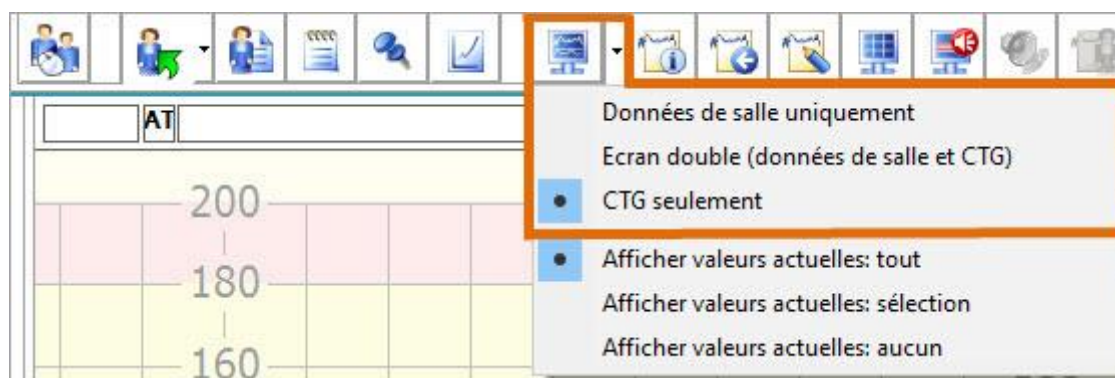 AT
Données de salle uniquement
Ecran double (données de salle et CTG)
CTG seulement
Afficher valeurs actuelles: tout
Afficher valeurs actuelles: sélection
Afficher valeurs actuelles: aucun
200
180
160